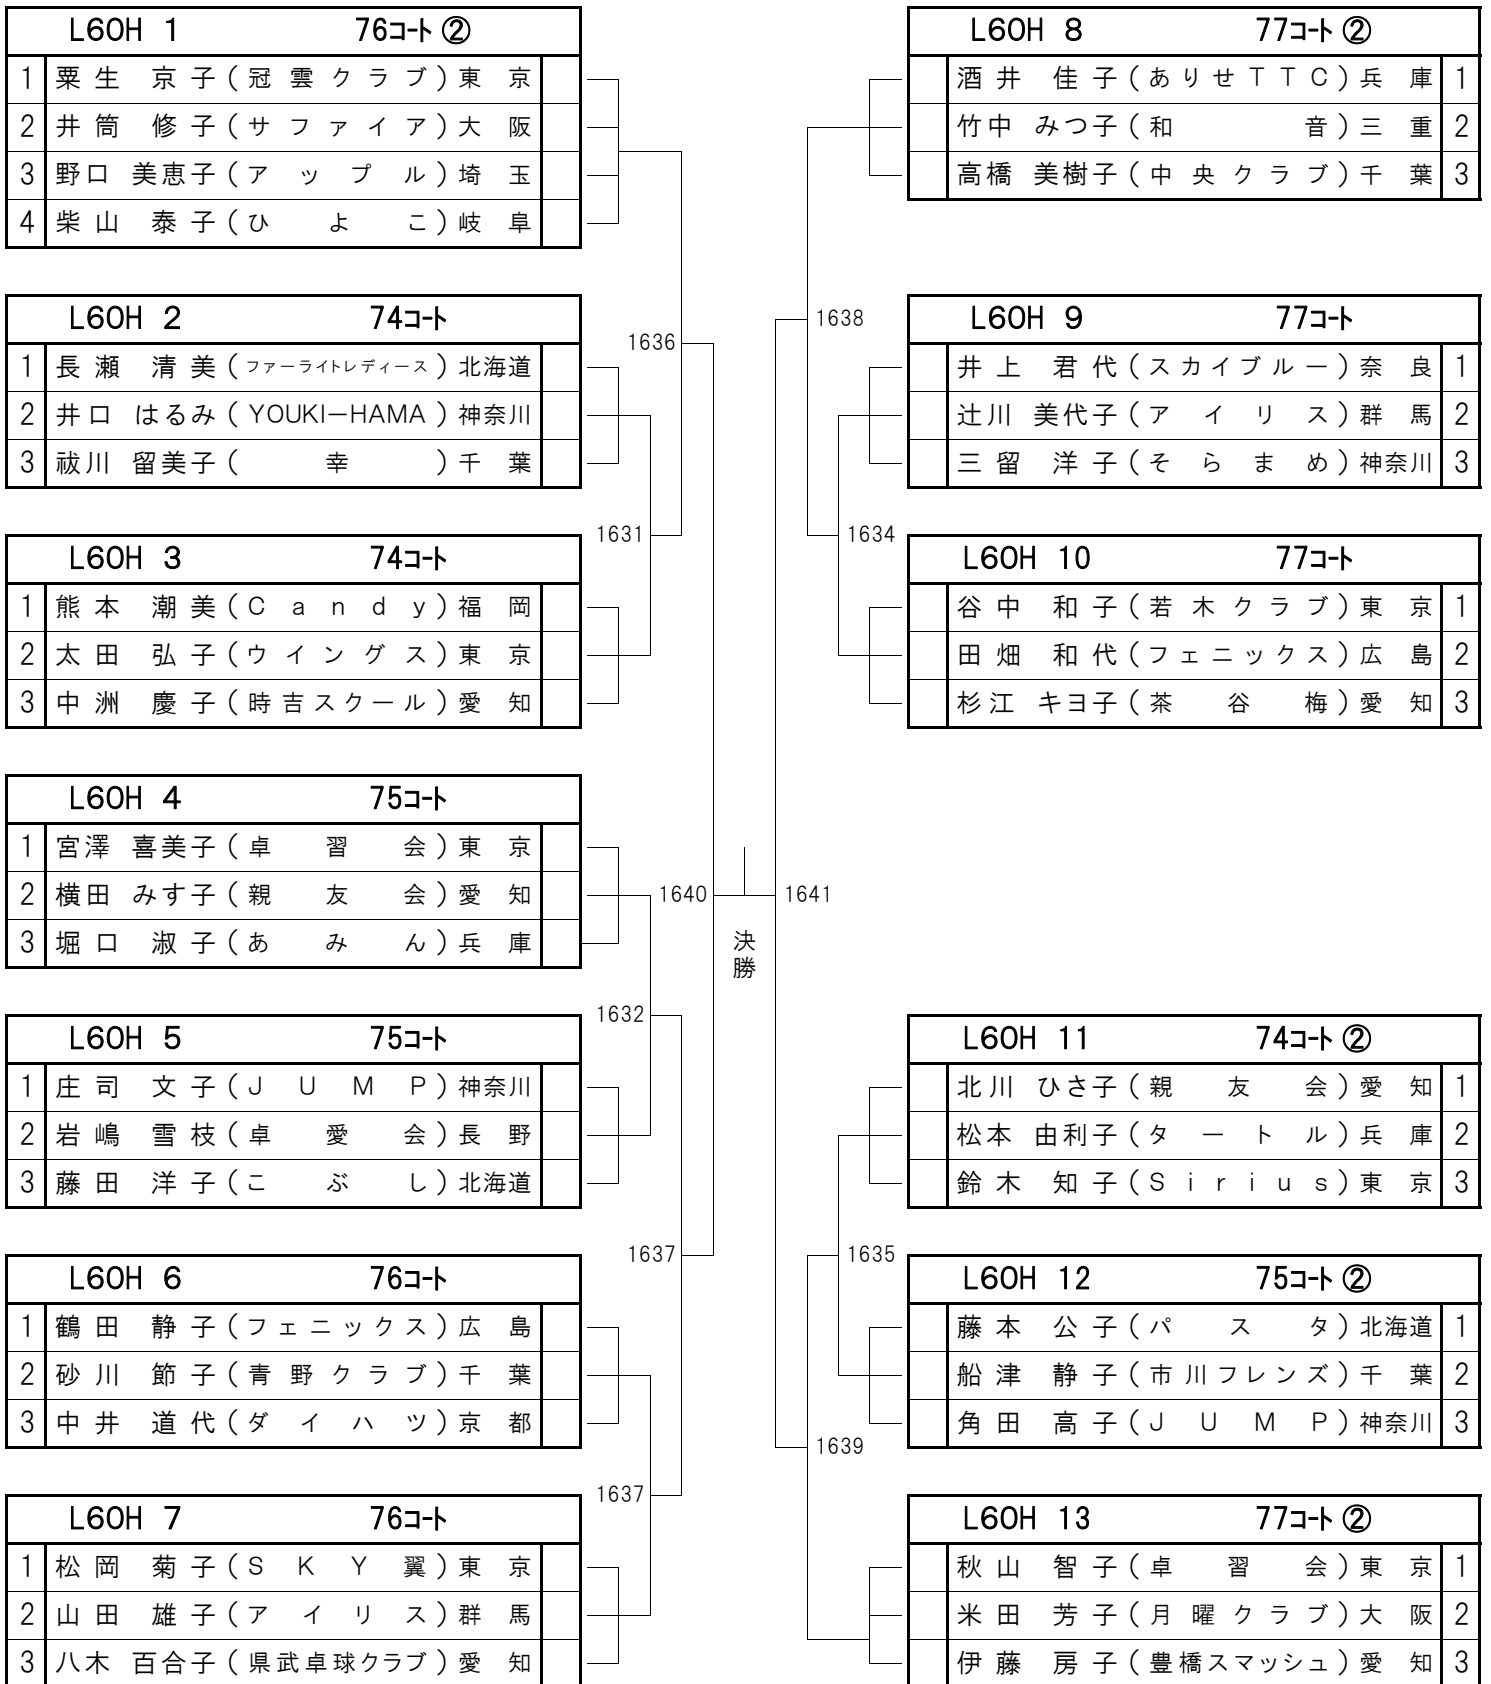 L60H 1 76コート ②
1 粟生 京子 (冠雲クラブ) 東京
2 井筒 修子 (サファイア) 大阪
3 野口 美恵子 (アップル) 埼玉
4 柴山 泰子 (ひよこ) 岐阜
L60H 2 74コート
1 長瀬 清美 (ファーライトレディース) 北海道
2 井口 はるみ (YOUKI−HAMA) 神奈川
3 祓川 留美子 (幸) 千葉
L60H 3 74コート
1 熊本 潮美 (Candy) 福岡
2 太田 弘子 (ウイングス) 東京
3 中洲 慶子 (時吉スクール) 愛知
L60H 4 75コート
1 宮澤 喜美子 (卓習会) 東京
2 横田 みす子 (親友会) 愛知
3 堀口 淑子 (あみん) 兵庫
L60H 5 75コート
1 庄司 文子 (JUMP) 神奈川
2 岩嶋 雪枝 (卓愛会) 長野
3 藤田 洋子 (こぶし) 北海道
L60H 6 76コート
1 鶴田 静子 (フェニックス) 広島
2 砂川 節子 (青野クラブ) 千葉
3 中井 道代 (ダイハツ) 京都
L60H 7 76コート
1 松岡 菊子 (SKY翼) 東京
2 山田 雄子 (アイリス) 群馬
3 八木 百合子 (県武卓球クラブ) 愛知
1636
1631
1640
1632
1637
1637
決
勝
1638
1634
1641
1635
1639
L60H 8 77コート ②
酒井 佳子 (ありせTTC) 兵庫 1
竹中 みつ子 (和音) 三重 2
高橋 美樹子 (中央クラブ) 千葉 3
L60H 9 77コート
井上 君代 (スカイブルー) 奈良 1
辻川 美代子 (アイリス) 群馬 2
三留 洋子 (そらまめ) 神奈川 3
L60H 10 77コート
谷中 和子 (若木クラブ) 東京 1
田畑 和代 (フェニックス) 広島 2
杉江 キヨ子 (茶谷梅) 愛知 3
L60H 11 74コート ②
北川 ひさ子 (親友会) 愛知 1
松本 由利子 (タートル) 兵庫 2
鈴木 知子 (Sirius) 東京 3
L60H 12 75コート ②
藤本 公子 (パスタ) 北海道 1
船津 静子 (市川フレンズ) 千葉 2
角田 高子 (JUMP) 神奈川 3
L60H 13 77コート ②
秋山 智子 (卓習会) 東京 1
米田 芳子 (月曜クラブ) 大阪 2
伊藤 房子 (豊橋スマッシュ) 愛知 3